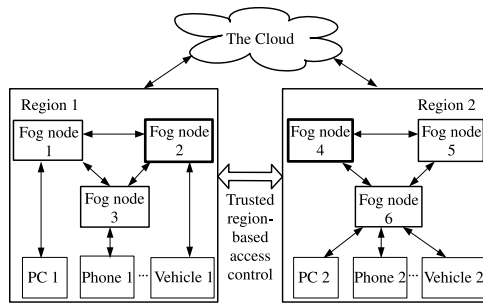 The Cloud
Region 1
Fog node
1
Fog node
2
Fog node
3
PC 1
Phone 1
...
Vehicle 1
Trusted
region-
based
access
control
Region 2
Fog node
4
Fog node
5
Fog node
6
PC 2
Phone 2
...
Vehicle 2